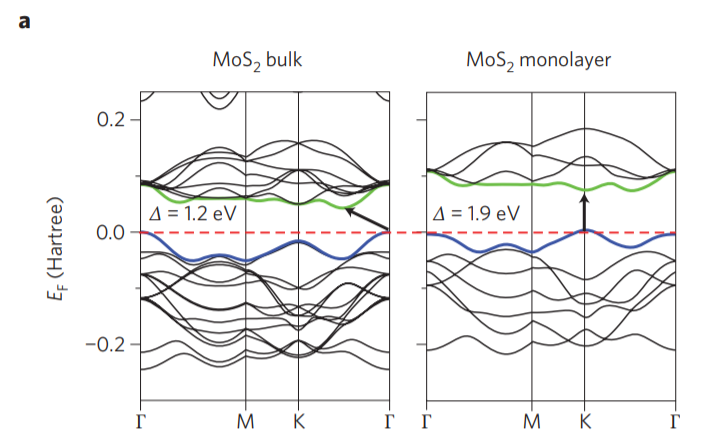 a
MoS2 bulk
MoS2 monolayer
0.2
0.0
−0.2
EF (Hartree)
Δ = 1.2 eV
Δ = 1.9 eV
Γ M K Γ
Γ M K Γ